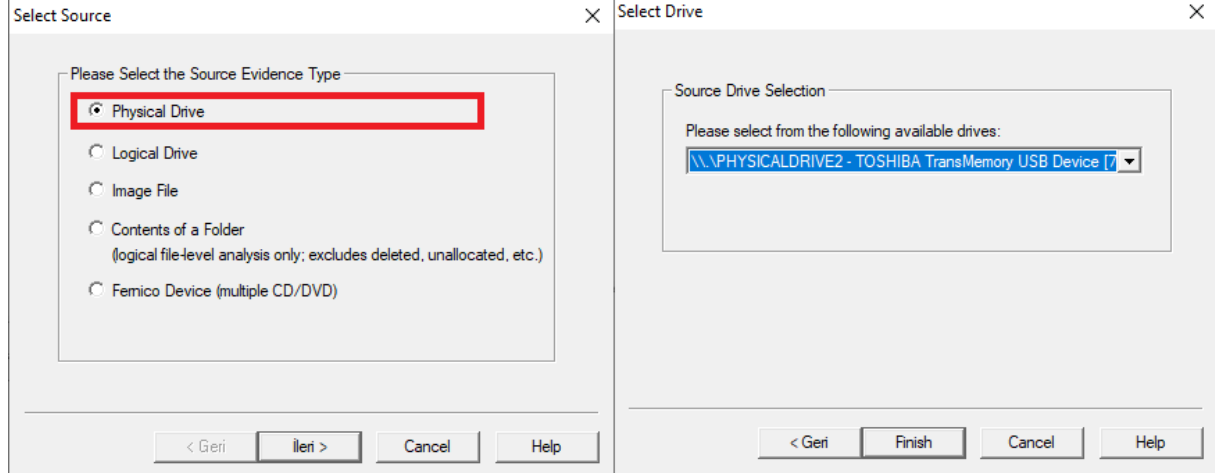 Select Source
Please Select the Source Evidence Type
Physical Drive
Logical Drive
Image File
Contents of a Folder
(logical file-level analysis only; excludes deleted, unallocated, etc.)
Fernico Device (multiple CD/DVD)
< Geri
İleri >
Cancel
Help
Select Drive
Source Drive Selection
Please select from the following available drives:
\\.\PHYSICALDRIVE2 - TOSHIBA TransMemory USB Device [7
< Geri
Finish
Cancel
Help